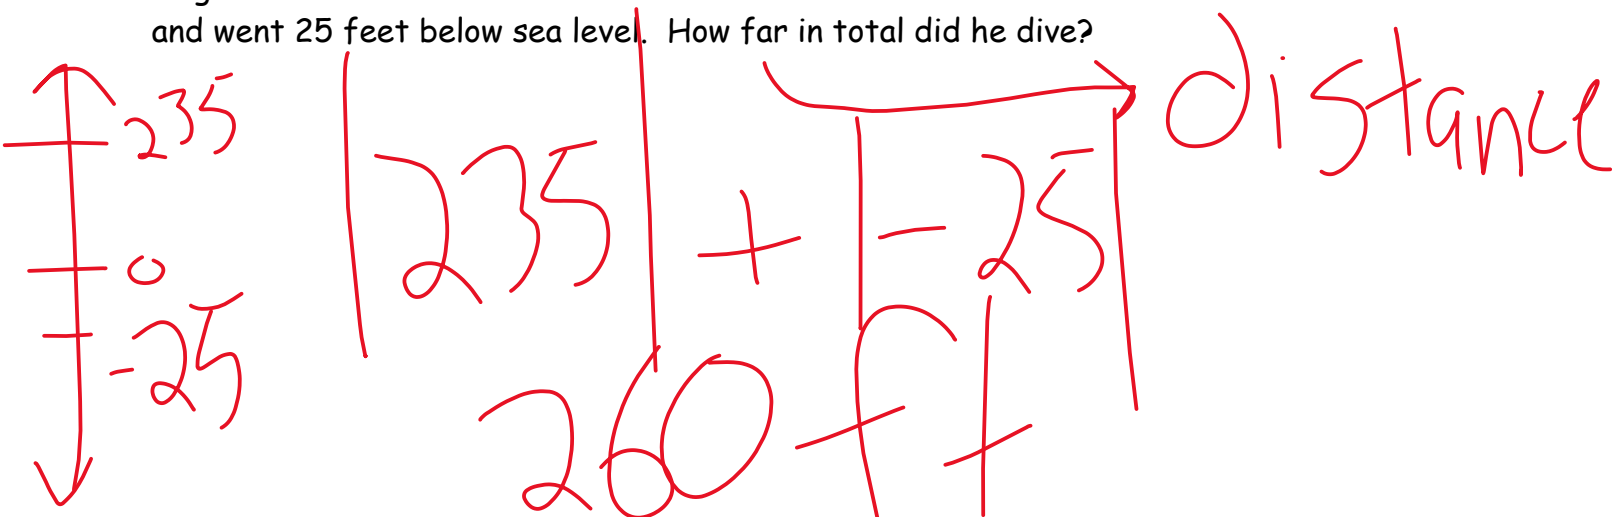 and went 25 feet below sea level. How far in total did he dive?
distance
235
|235| + |-25|
0
-25
260 ft